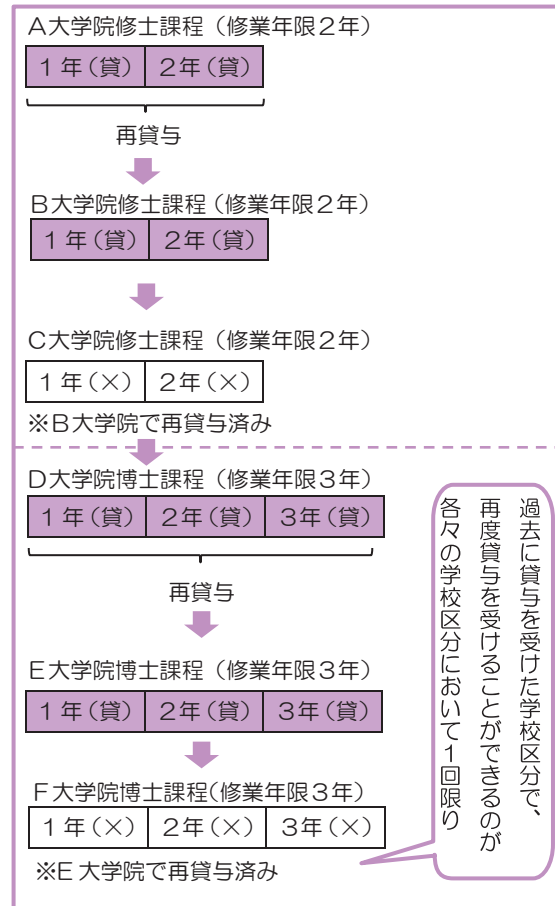 A大学院修士課程（修業年限２年）
１年（貸） ２年（貸）
再貸与
B大学院修士課程（修業年限２年）
１年（貸） ２年（貸）
C大学院修士課程（修業年限２年）
１年（×） ２年（×）
※B大学院で再貸与済み
D大学院博士課程（修業年限３年）
１年（貸） ２年（貸） ３年（貸）
再貸与
E大学院博士課程（修業年限３年）
１年（貸） ２年（貸） ３年（貸）
F大学院博士課程（修業年限３年）
１年（×） ２年（×） ３年（×）
※E大学院で再貸与済み
過去に貸与を受けた学校区分で、
再度貸与を受けることができるのが
各々の学校区分において１回限り